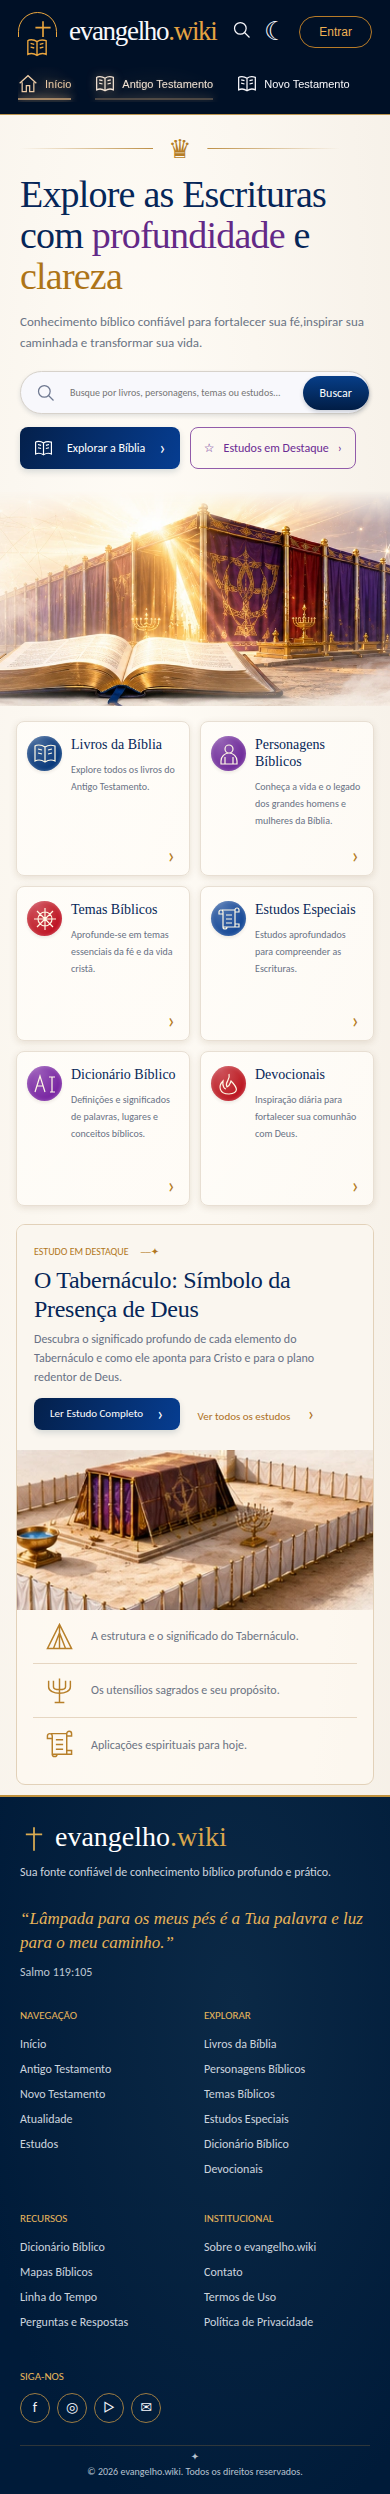 evangelho.wiki
Entrar
Início
Antigo Testamento
Novo Testamento
Explore as Escrituras
com profundidade e
clareza
Conhecimento bíblico confiável para fortalecer sua fé,inspirar sua
caminhada e transformar sua vida.
Busque por livros, personagens, temas ou estudos...
Buscar
Explorar a Bíblia ›
☆ Estudos em Destaque ›
Livros da Bíblia
Explore todos os livros do
Antigo Testamento.
›
Personagens
Bíblicos
Conheça a vida e o legado
dos grandes homens e
mulheres da Bíblia.
›
Temas Bíblicos
Aprofunde-se em temas
essenciais da fé e da vida
cristã.
›
Estudos Especiais
Estudos aprofundados
para compreender as
Escrituras.
›
Dicionário Bíblico
Definições e significados
de palavras, lugares e
conceitos bíblicos.
›
Devocionais
Inspiração diária para
fortalecer sua comunhão
com Deus.
›
ESTUDO EM DESTAQUE —✦
O Tabernáculo: Símbolo da
Presença de Deus
Descubra o significado profundo de cada elemento do
Tabernáculo e como ele aponta para Cristo e para o plano
redentor de Deus.
Ler Estudo Completo ›
Ver todos os estudos ›
A estrutura e o significado do Tabernáculo.
Os utensílios sagrados e seu propósito.
Aplicações espirituais para hoje.
evangelho.wiki
Sua fonte confiável de conhecimento bíblico profundo e prático.
“Lâmpada para os meus pés é a Tua palavra e luz
para o meu caminho.”
Salmo 119:105
NAVEGAÇÃO
Início
Antigo Testamento
Novo Testamento
Atualidade
Estudos
EXPLORAR
Livros da Bíblia
Personagens Bíblicos
Temas Bíblicos
Estudos Especiais
Dicionário Bíblico
Devocionais
RECURSOS
Dicionário Bíblico
Mapas Bíblicos
Linha do Tempo
Perguntas e Respostas
INSTITUCIONAL
Sobre o evangelho.wiki
Contato
Termos de Uso
Política de Privacidade
SIGA-NOS
f
© 2026 evangelho.wiki. Todos os direitos reservados.